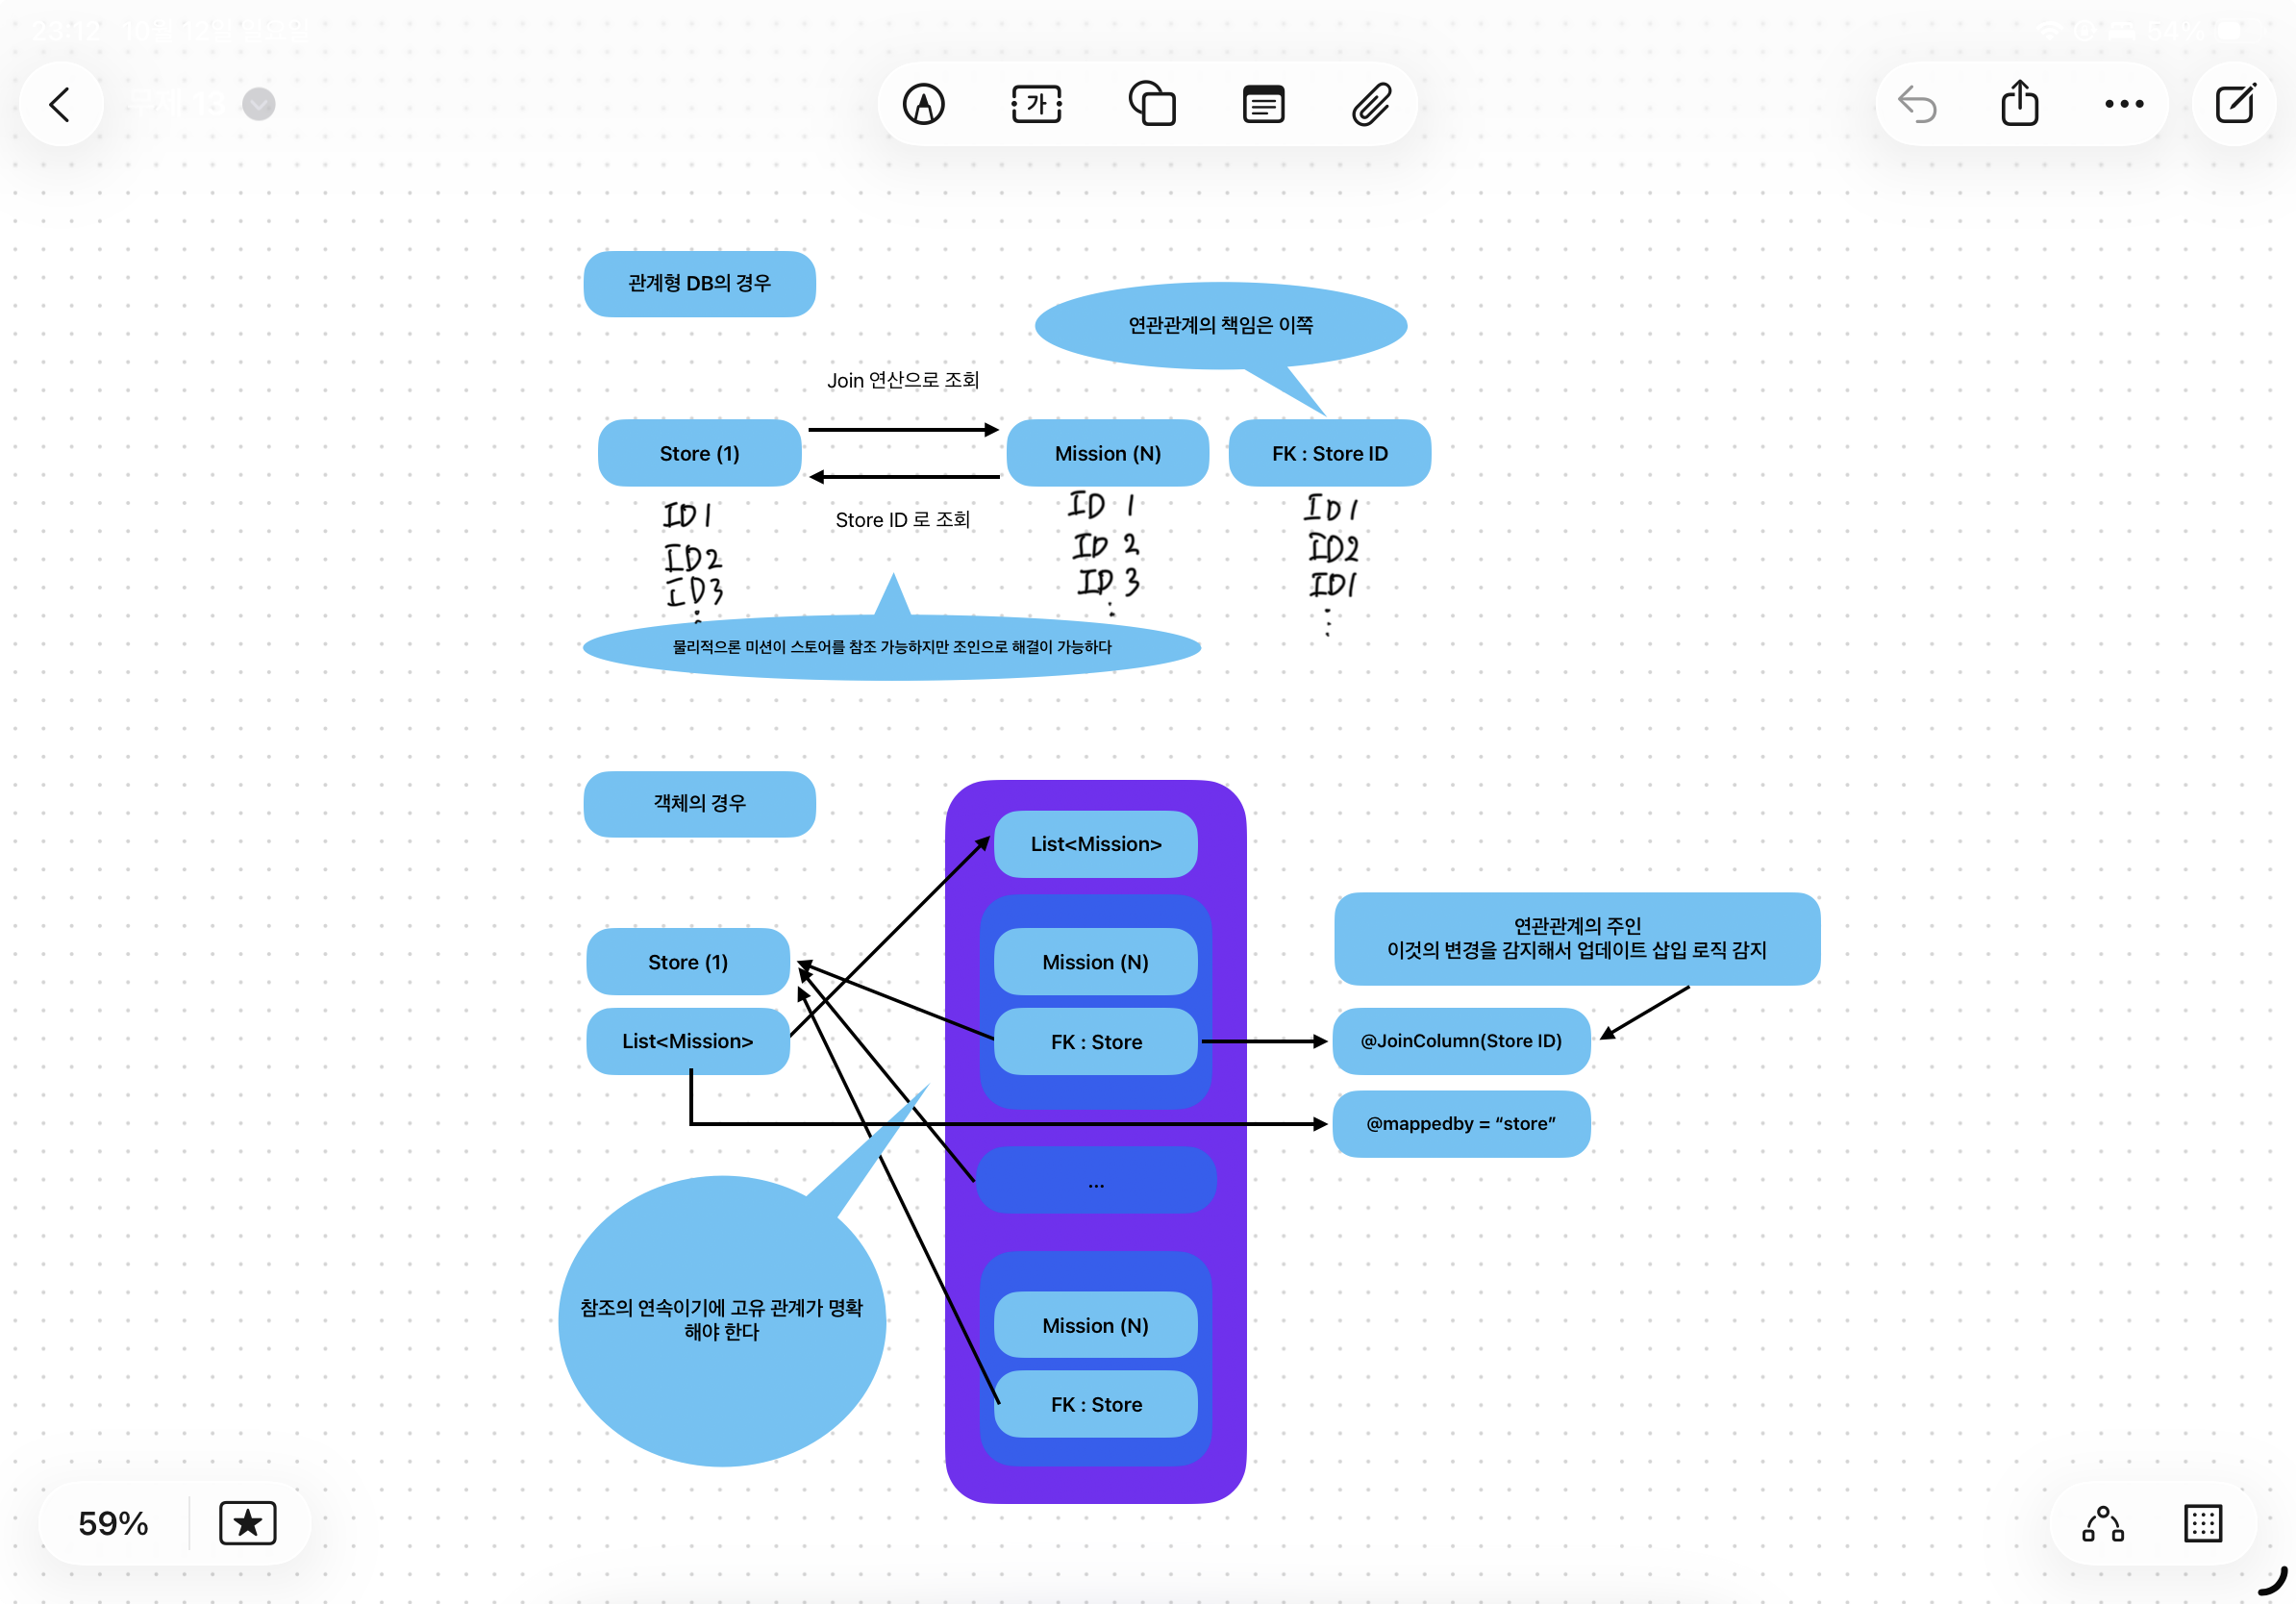 23:12 10월 12일 일요일
54%
무제 13
가
관계형 DB의 경우
연관관계의 책임은 이쪽
Join 연산으로 조회
Store (1)
Mission (N)
FK : Store ID
Store ID 로 조회
ID 1
ID2
ID3
ID 1
ID 2
ID 3
ID 1
ID2
ID1
물리적으론 미션이 스토어를 참조 가능하지만 조인으로 해결이 가능하다
객체의 경우
List<Mission>
Store (1)
Mission (N)
연관관계의 주인
이것의 변경을 감지해서 업데이트 삽입 로직 감지
List<Mission>
FK : Store
@JoinColumn(Store ID)
@mappedby = “store”
...
참조의 연속이기에 고유 관계가 명확
해야 한다
Mission (N)
FK : Store
59%